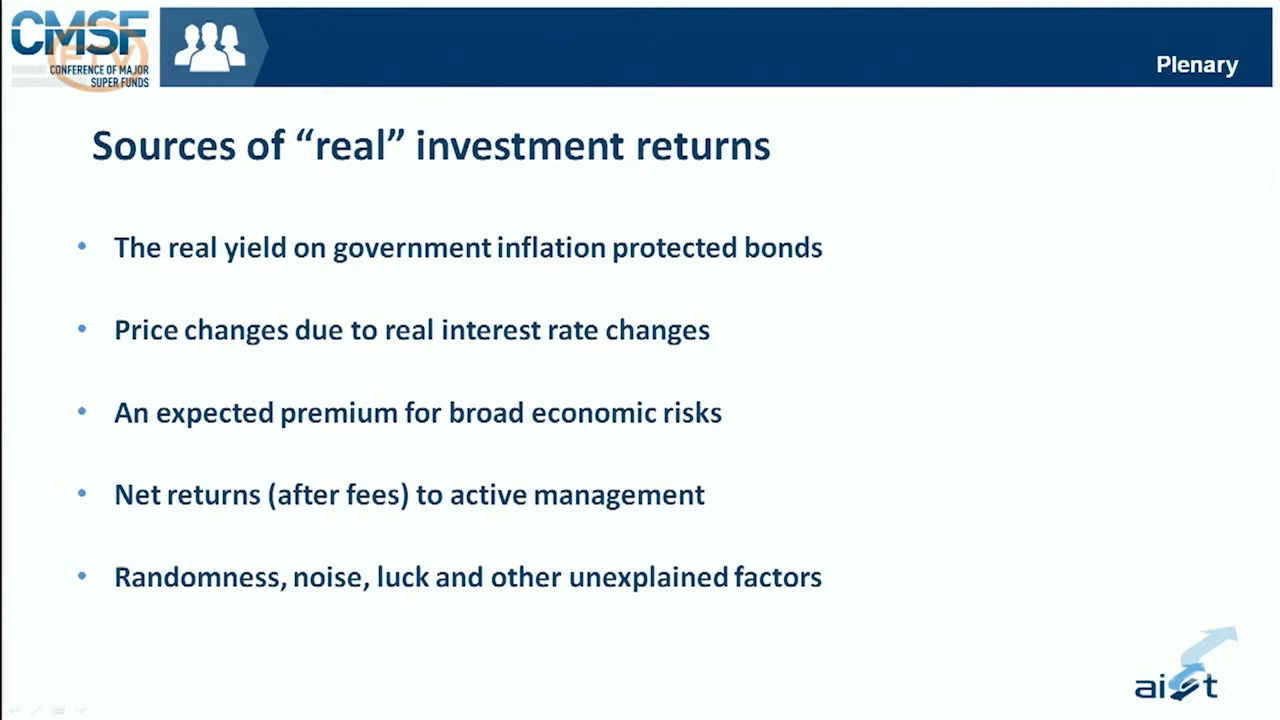 CMSF
CONFERENCE OF MAJOR
SUPER FUNDS
Plenary
Sources of “real” investment returns
• The real yield on government inflation protected bonds
• Price changes due to real interest rate changes
• An expected premium for broad economic risks
• Net returns (after fees) to active management
• Randomness, noise, luck and other unexplained factors
aist